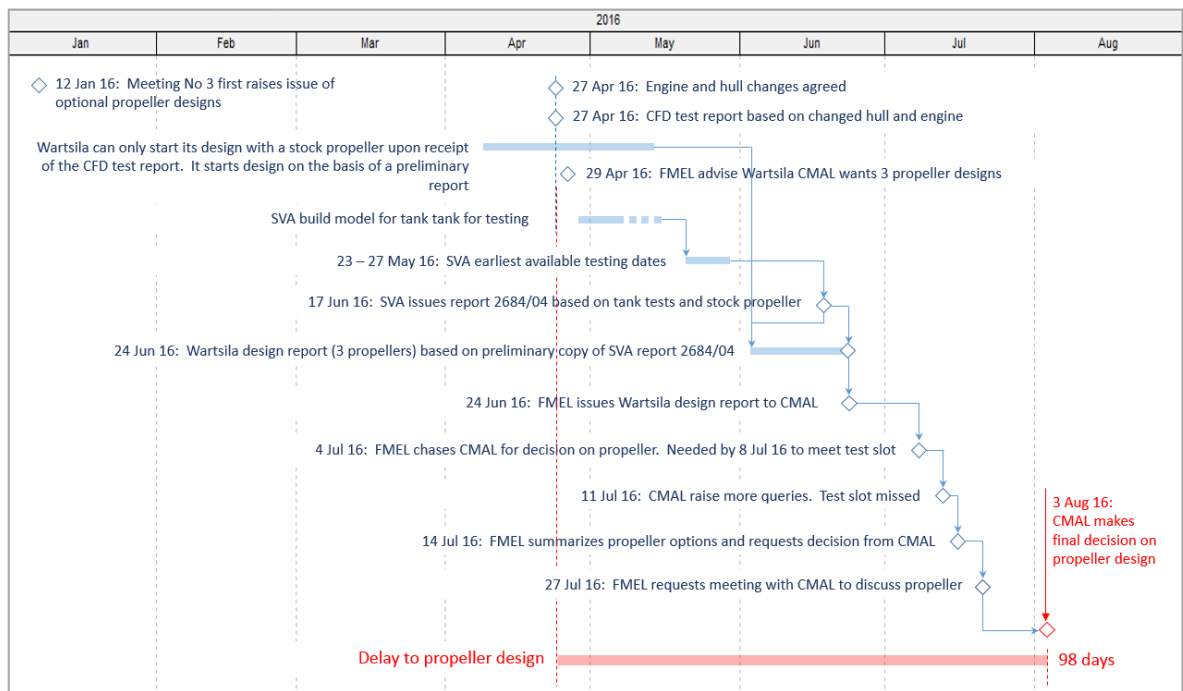 2016
Jan Feb Mar Apr May Jun Jul Aug
12 Jan 16: Meeting No 3 first raises issue of
optional propeller designs
27 Apr 16: Engine and hull changes agreed
27 Apr 16: CFD test report based on changed hull and engine
Wartsila can only start its design with a stock propeller upon receipt
of the CFD test report. It starts design on the basis of a preliminary
report
29 Apr 16: FMEL advise Wartsila CMAL wants 3 propeller designs
SVA build model for tank tank for testing
23 – 27 May 16: SVA earliest available testing dates
17 Jun 16: SVA issues report 2684/04 based on tank tests and stock propeller
24 Jun 16: Wartsila design report (3 propellers) based on preliminary copy of SVA report 2684/04
24 Jun 16: FMEL issues Wartsila design report to CMAL
4 Jul 16: FMEL chases CMAL for decision on propeller. Needed by 8 Jul 16 to meet test slot
11 Jul 16: CMAL raise more queries. Test slot missed
3 Aug 16:
CMAL makes
final decision on
propeller design
14 Jul 16: FMEL summarizes propeller options and requests decision from CMAL
27 Jul 16: FMEL requests meeting with CMAL to discuss propeller
Delay to propeller design
98 days